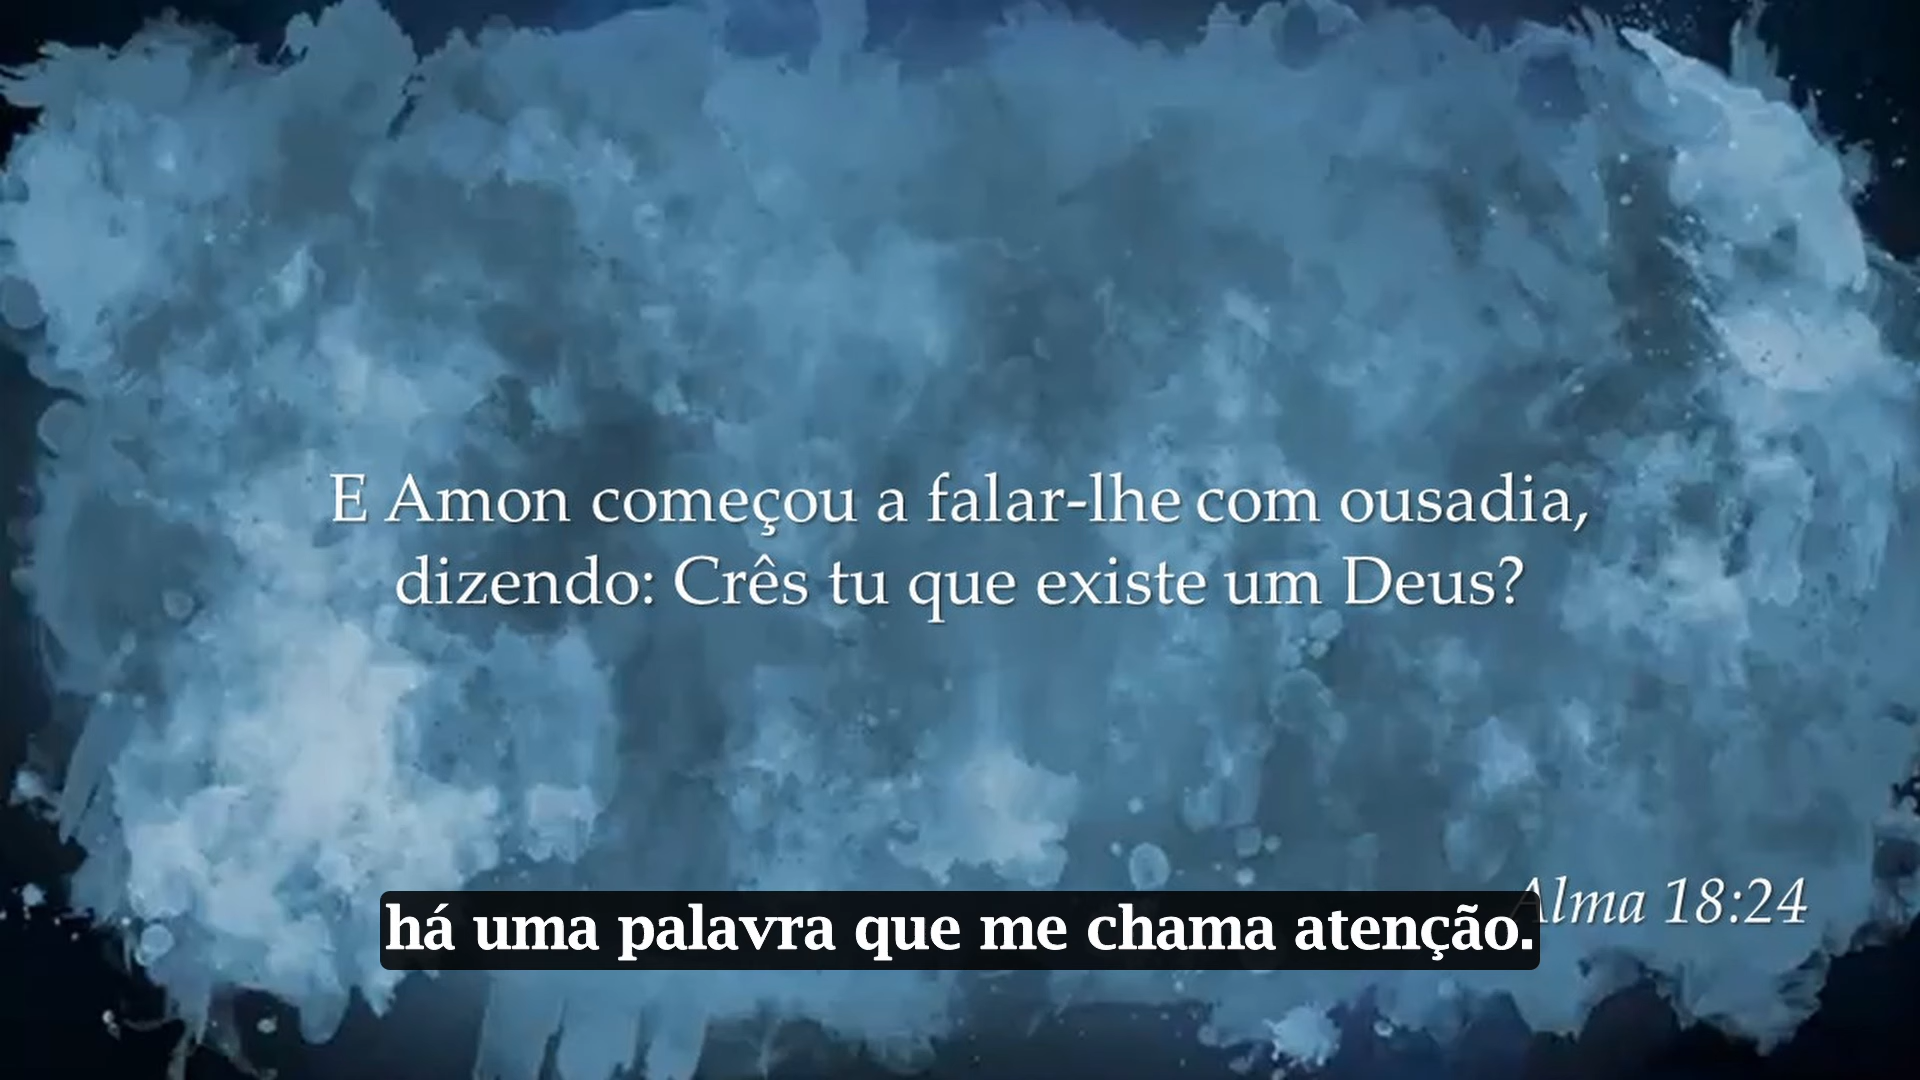 E Amon começou a falar-lhe com ousadia,
dizendo: Crês tu que existe um Deus?
Alma 18:24
há uma palavra que me chama atenção.